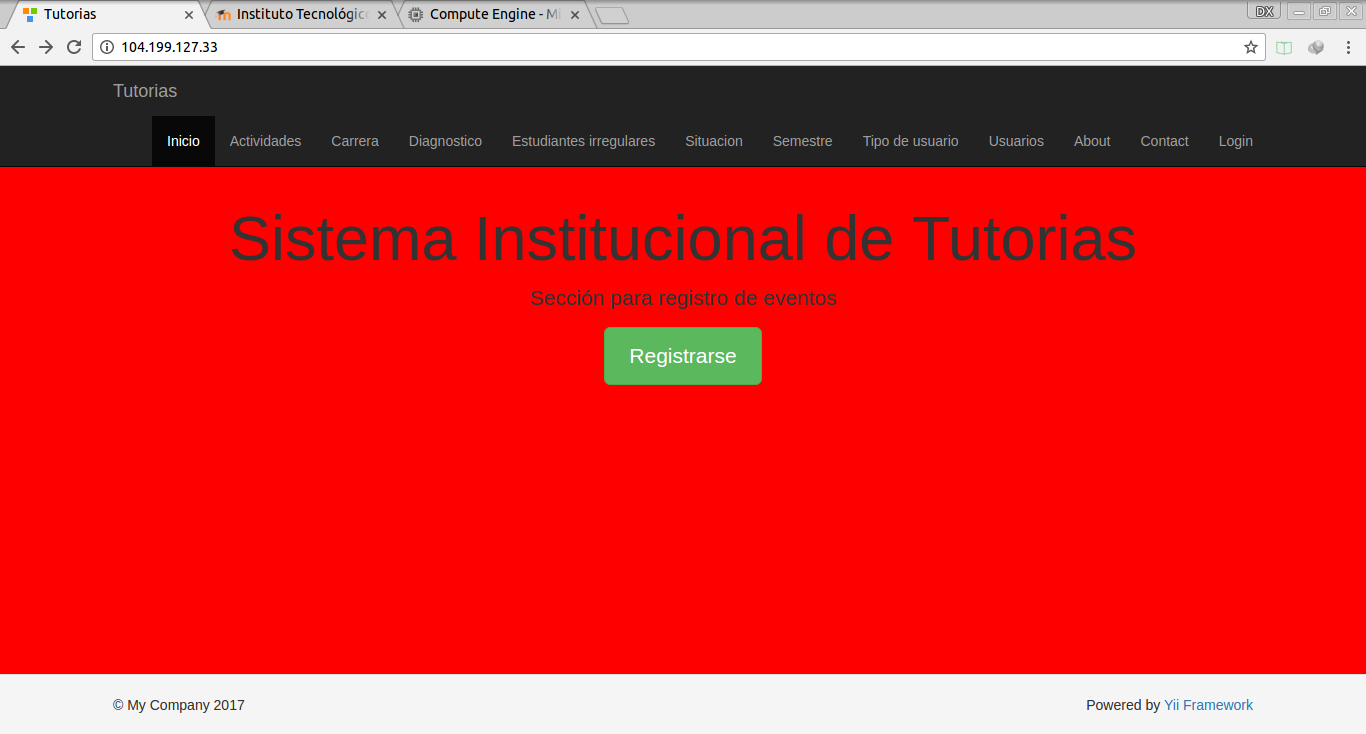 Tutorias
Instituto Tecnológic
Compute Engine - Mi
DX
104.199.127.33
Tutorias
Inicio Actividades Carrera Diagnostico Estudiantes irregulares Situacion Semestre Tipo de usuario Usuarios About Contact Login
Sistema Institucional de Tutorias
Sección para registro de eventos
Registrarse
© My Company 2017 Powered by Yii Framework